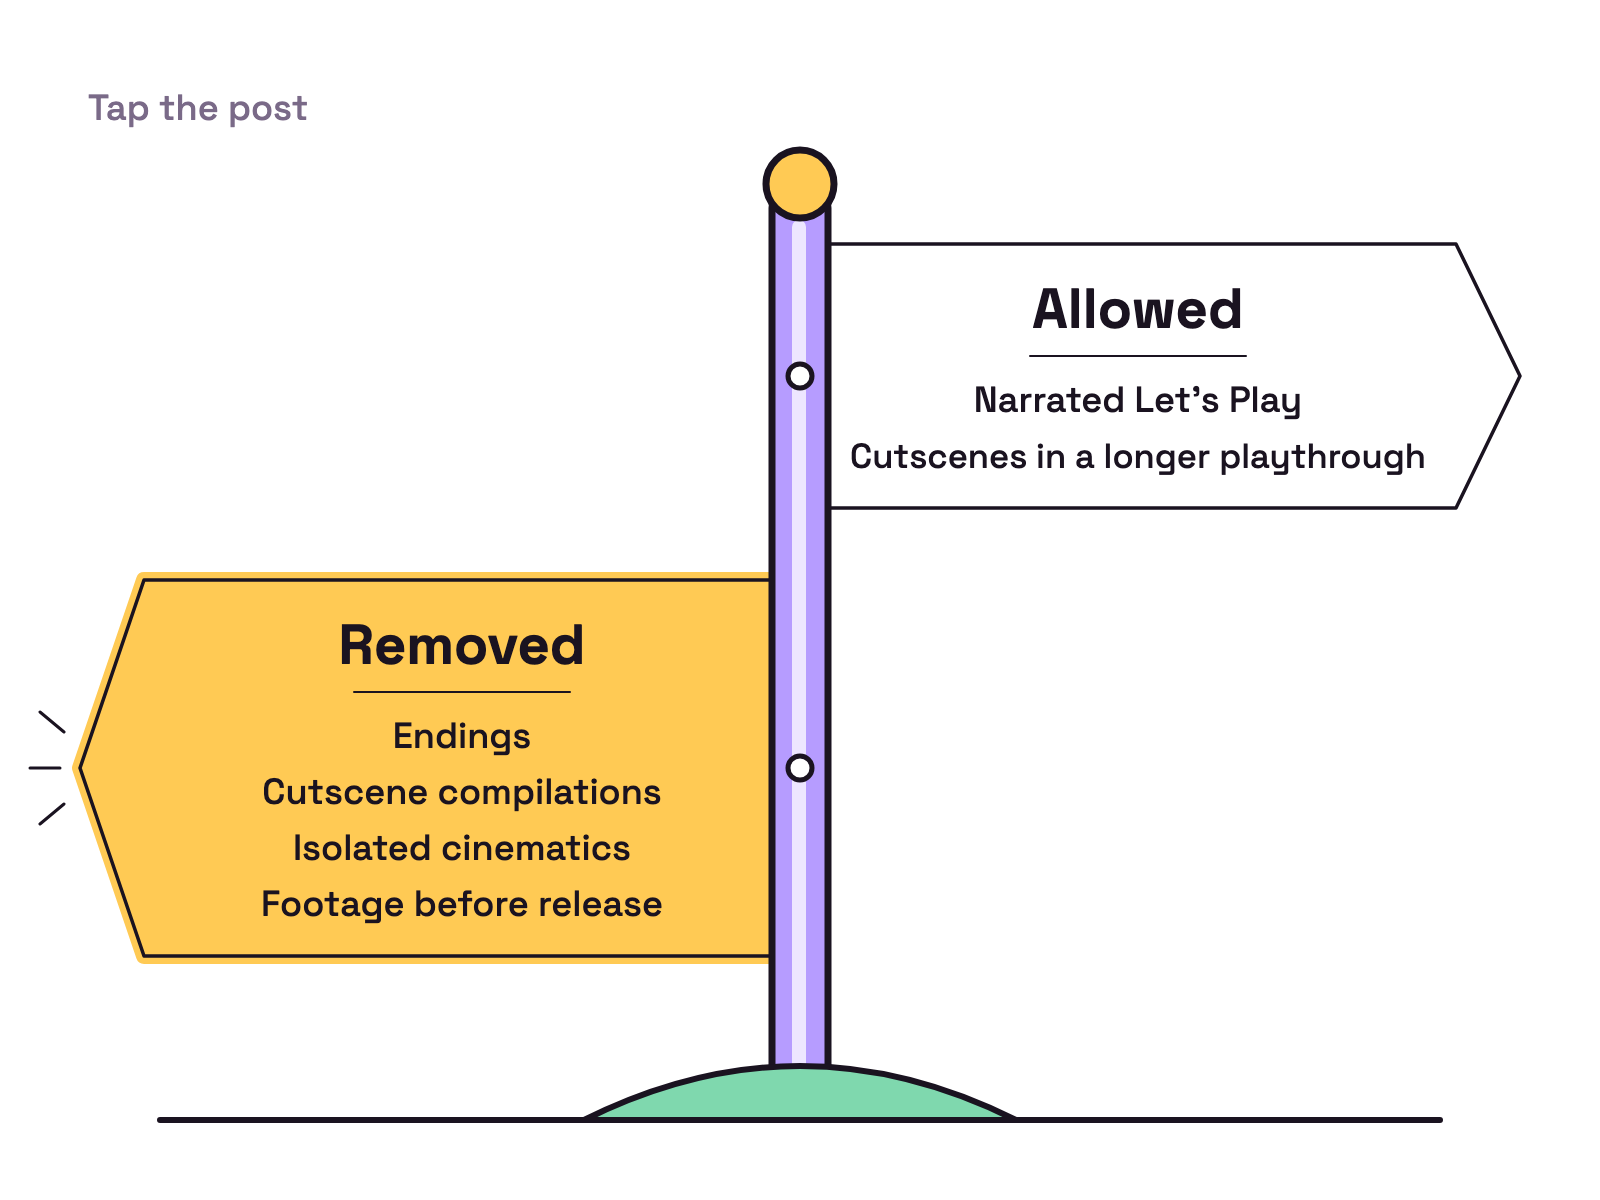 Tap the post
Allowed
Narrated Let’s Play
Cutscenes in a longer playthrough
Removed
Endings
Cutscene compilations
Isolated cinematics
Footage before release